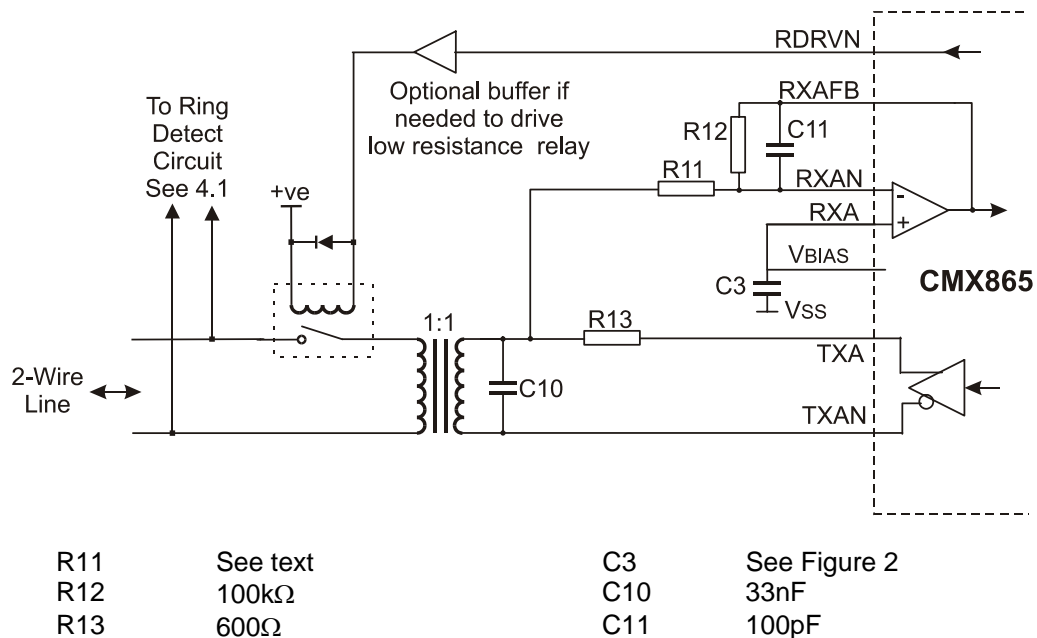 RDRVN
Optional buffer if
needed to drive
low resistance relay
RXAFB
To Ring
Detect
Circuit
See 4.1
R12
C11
R11
+ve
RXAN
-
RXA
+
VBIAS
CMX865
C3
VSS
1:1
R13
TXA
2-Wire
Line
C10
TXAN
R11 See text C3 See Figure 2
R12 100kΩ C10 33nF
R13 600Ω C11 100pF